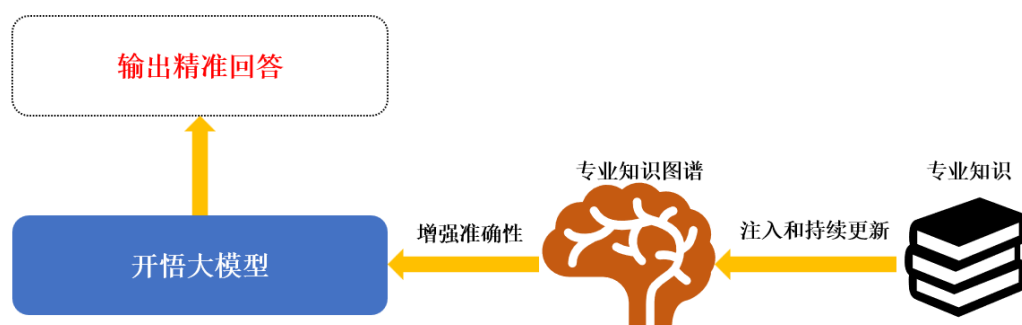 输出精准回答
专业知识图谱
专业知识
增强准确性
注入和持续更新
开悟大模型